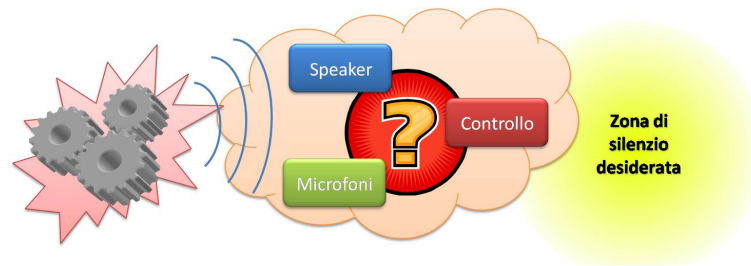 Speaker
?
Controllo
Microfoni
Zona di
silenzio
desiderata